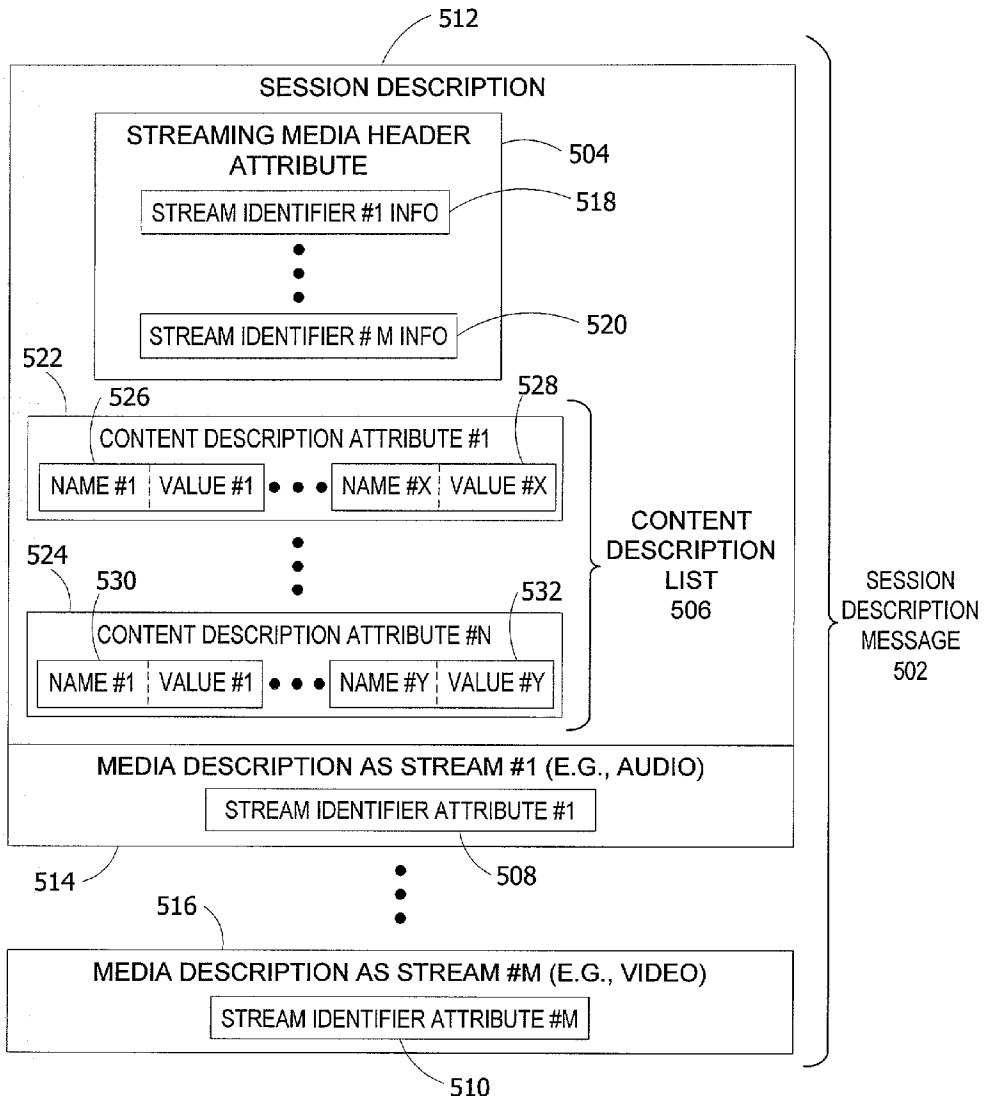 512
SESSION DESCRIPTION
STREAMING MEDIA HEADER
ATTRIBUTE
504
STREAM IDENTIFIER #1 INFO
518
STREAM IDENTIFIER # M INFO
520
522
526
528
CONTENT DESCRIPTION ATTRIBUTE #1
NAME #1 VALUE #1 NAME #X VALUE #X
524
530
532
CONTENT DESCRIPTION ATTRIBUTE #N
NAME #1 VALUE #1 NAME #Y VALUE #Y
CONTENT
DESCRIPTION
LIST
506
SESSION
DESCRIPTION
MESSAGE
502
MEDIA DESCRIPTION AS STREAM #1 (E.G., AUDIO)
STREAM IDENTIFIER ATTRIBUTE #1
514
508
516
MEDIA DESCRIPTION AS STREAM #M (E.G., VIDEO)
STREAM IDENTIFIER ATTRIBUTE #M
510